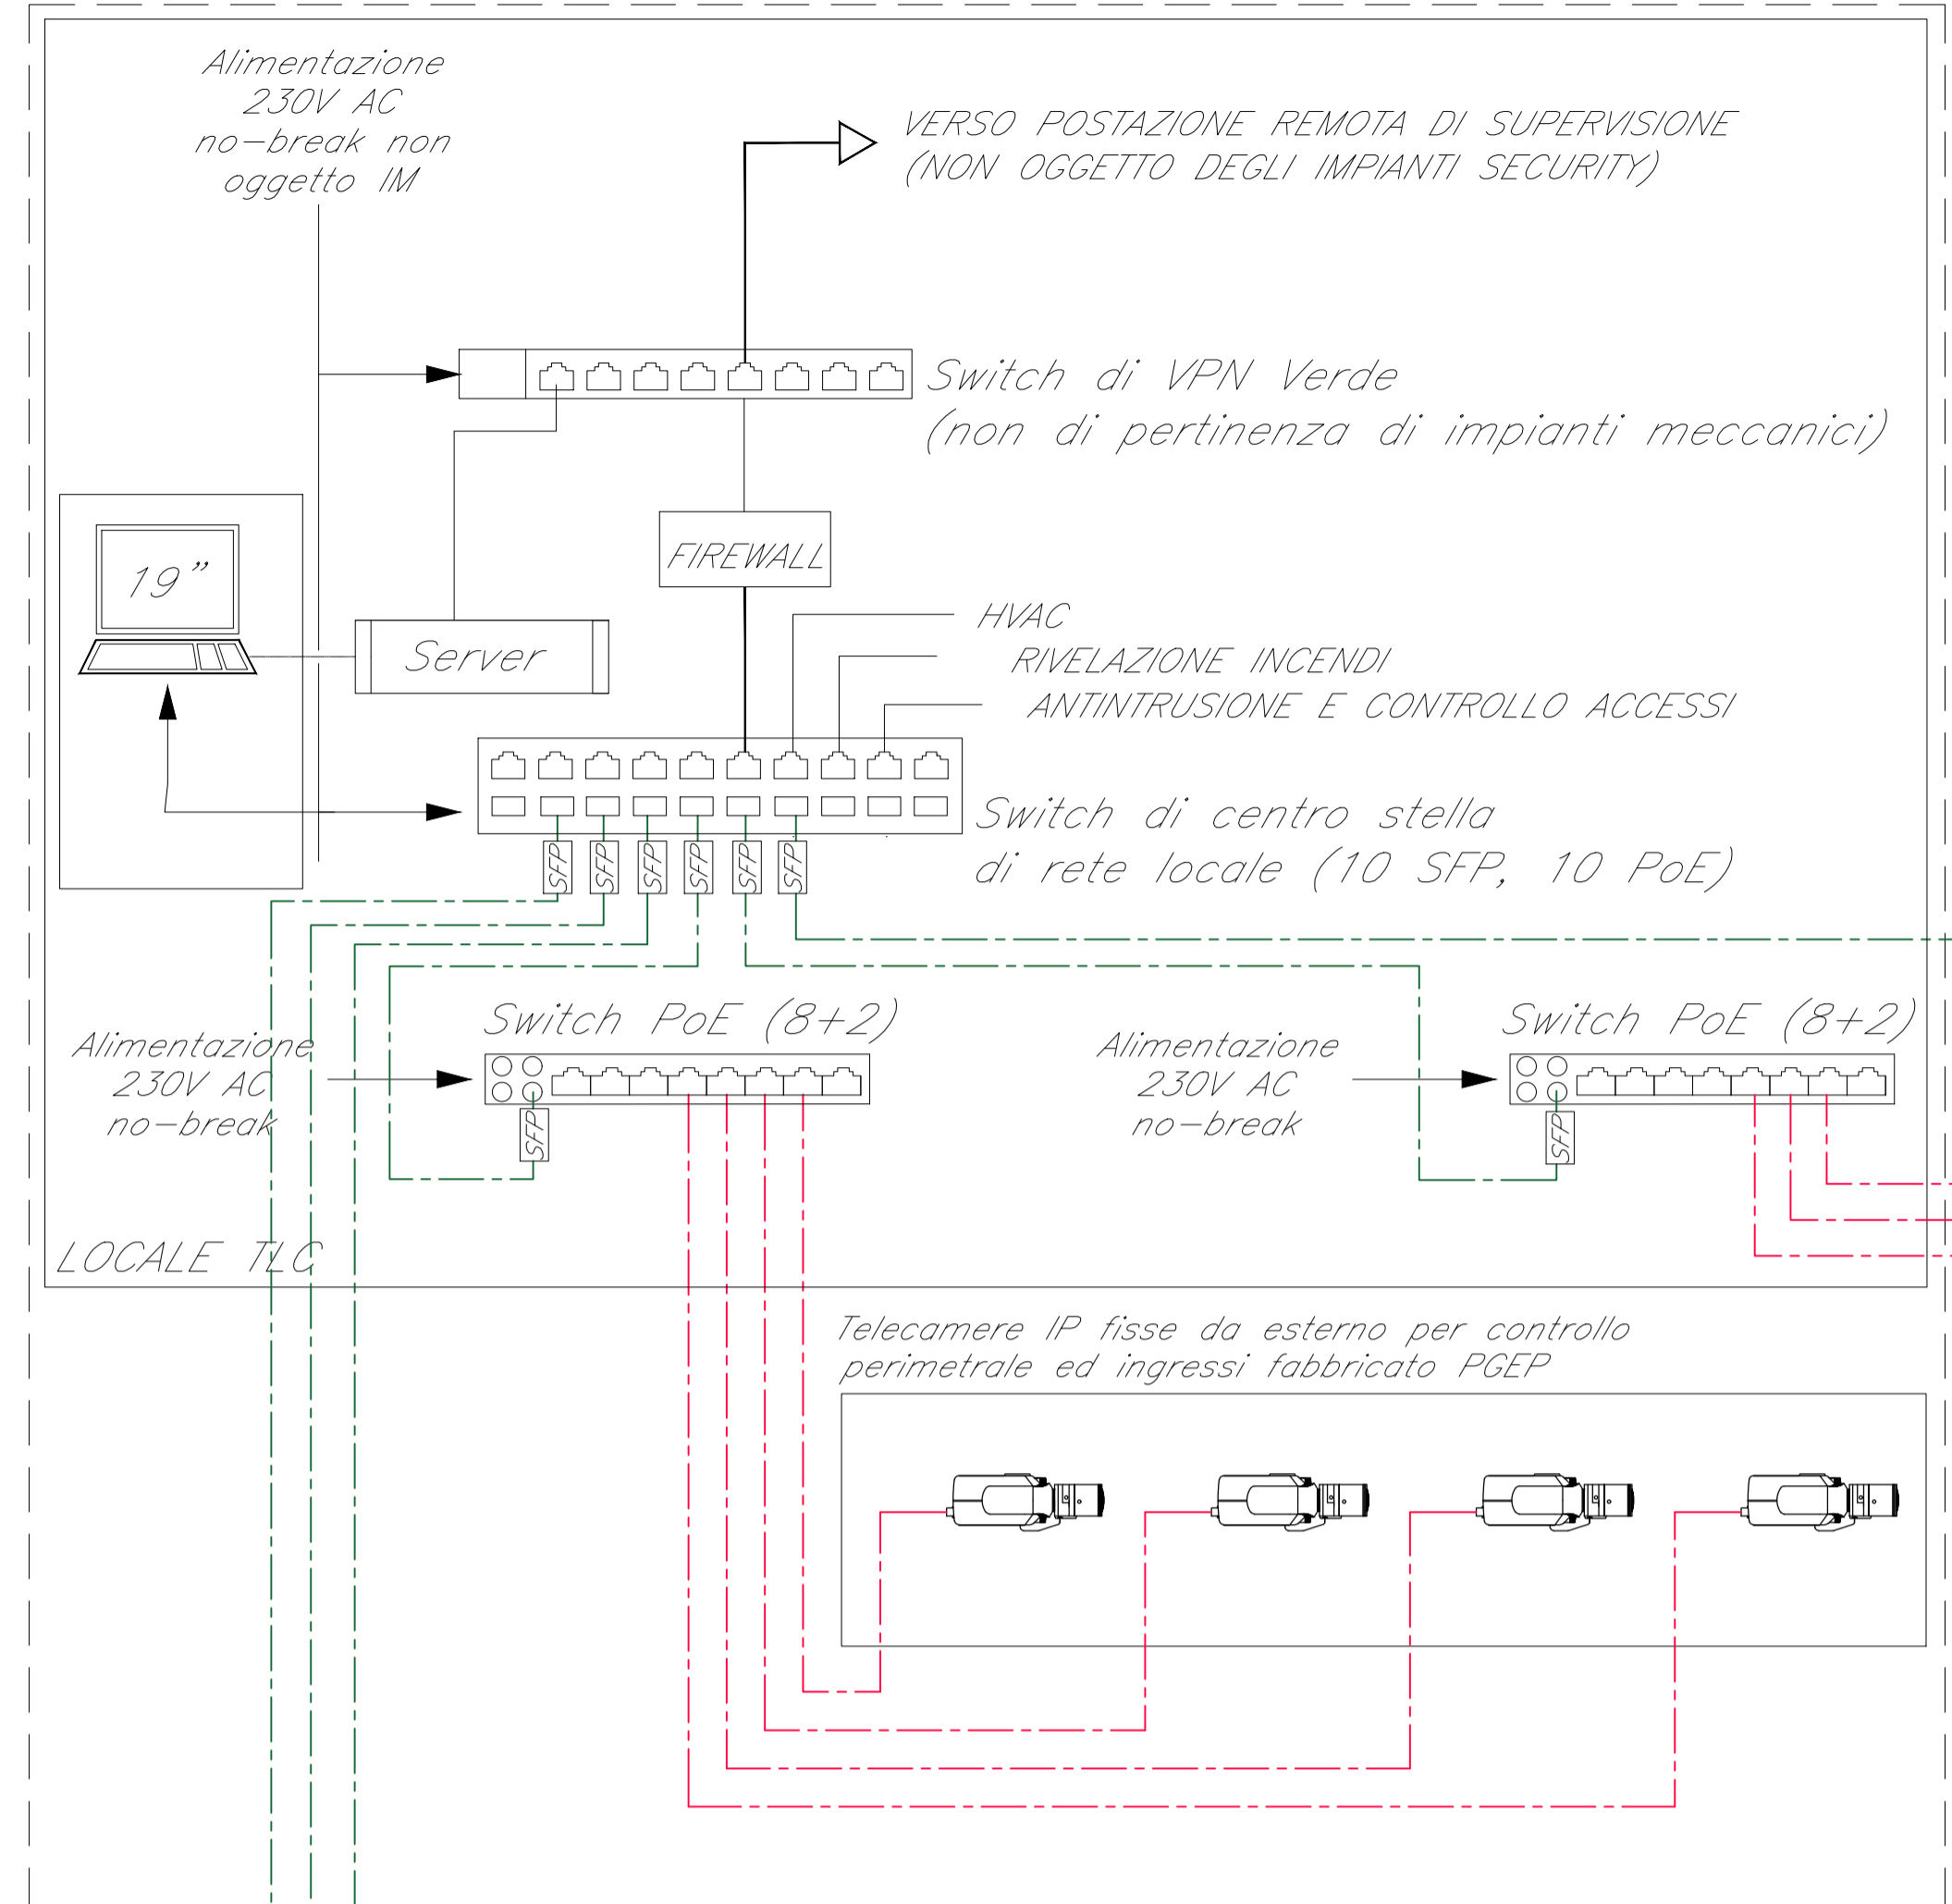 Alimentazione
230V AC
no-break non
oggetto IM
VERSO POSTAZIONE REMOTA DI SUPERVISIONE
(NON OGGETTO DEGLI IMPIANTI SECURITY)
Switch di VPN Verde
(non di pertinenza di impianti meccanici)
19"
FIREWALL
Server
HVAC
RIVELAZIONE INCENDI
ANTINTRUSIONE E CONTROLLO ACCESSI
Switch di centro stella
di rete locale (10 SFP, 10 PoE)
SFP
SFP
SFP
SFP
SFP
SFP
Switch PoE (8+2)
Alimentazione
230V AC
no-break
SFP
Switch PoE (8+2)
Alimentazione
230V AC
no-break
SFP
LOCALE TLC
Telecamere IP fisse da esterno per controllo
perimetrale ed ingressi fabbricato PGEP